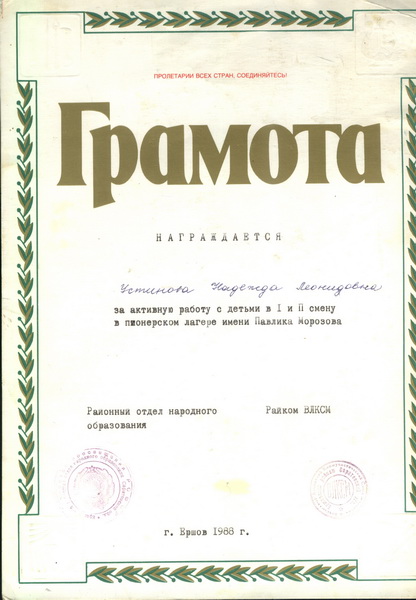 ПРОЛЕТАРИИ ВСЕХ СТРАН, СОЕДИНЯЙТЕСЬ!
Грамота
НАГРАЖДАЕТСЯ
Устинова Надежда Леонидовна
за активную работу с детьми в I и II смену
в пионерском лагере имени Павлика Морозова
Районный отдел народного Райком ВЛКСМ
образования
г. Ершов 1988 г.